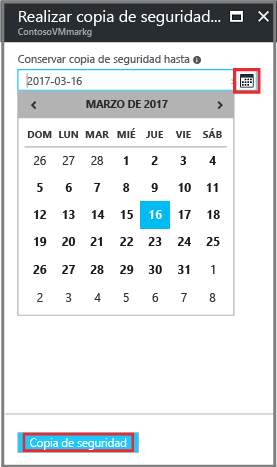 Realizar copia de seguridad...
ContosoVMmarkg
Conservar copia de seguridad hasta
2017-03-16
MARZO DE 2017
DOM LUN MAR MIÉ JUE VIE SÁB
26 27 28 1 2 3 4
5 6 7 8 9 10 11
12 13 14 15 16 17 18
19 20 21 22 23 24 25
26 27 28 29 30 31 1
2 3 4 5 6 7 8
Copia de seguridad